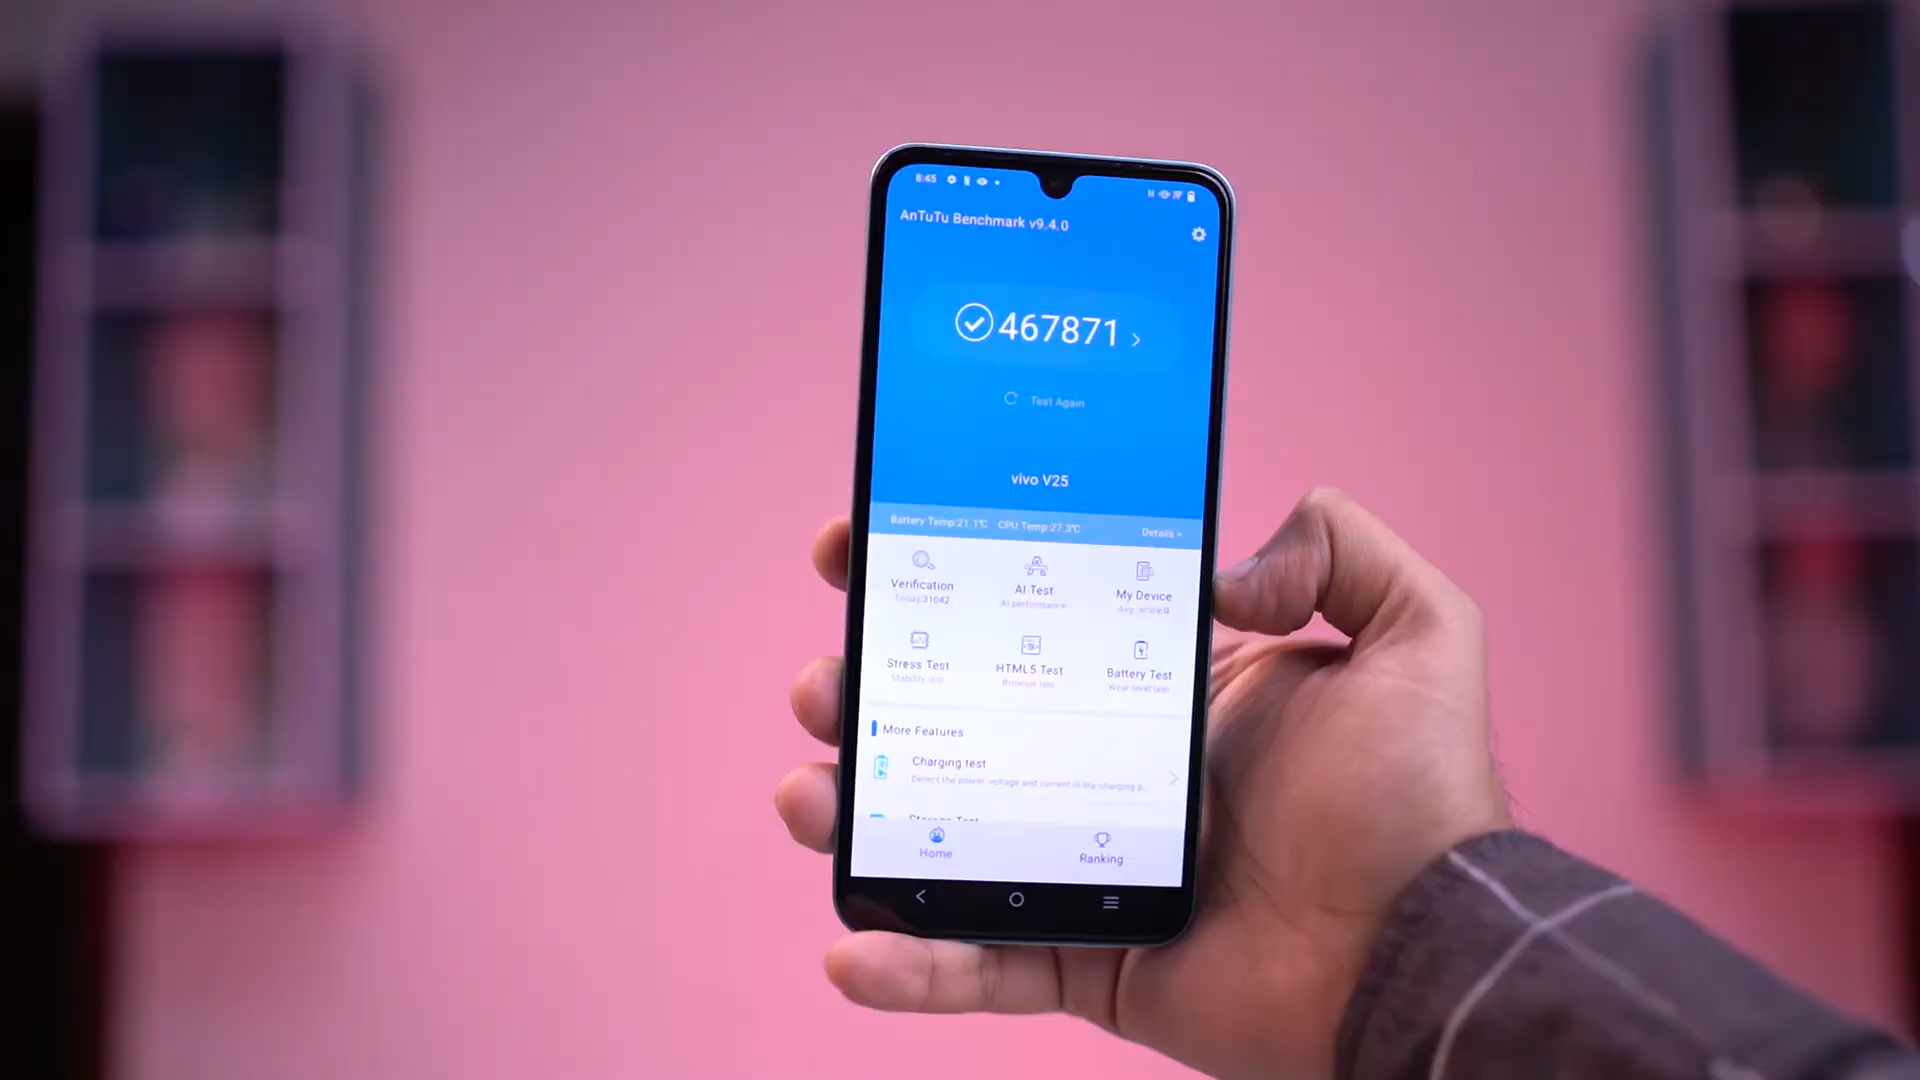 8:45
AnTuTu Benchmark v9.4.0
467871
Test Again
vivo V25
Battery Temp:21.1℃ CPU Temp:27.3℃ Details >
Verification AI Test My Device
Today:31042 AI performance Avg. score:0
Stress Test HTML5 Test Battery Test
Stability test Browser test Wear level test
More Features
Charging test
Detect the power, voltage and current in the charging p..
Storage Test
Home Ranking